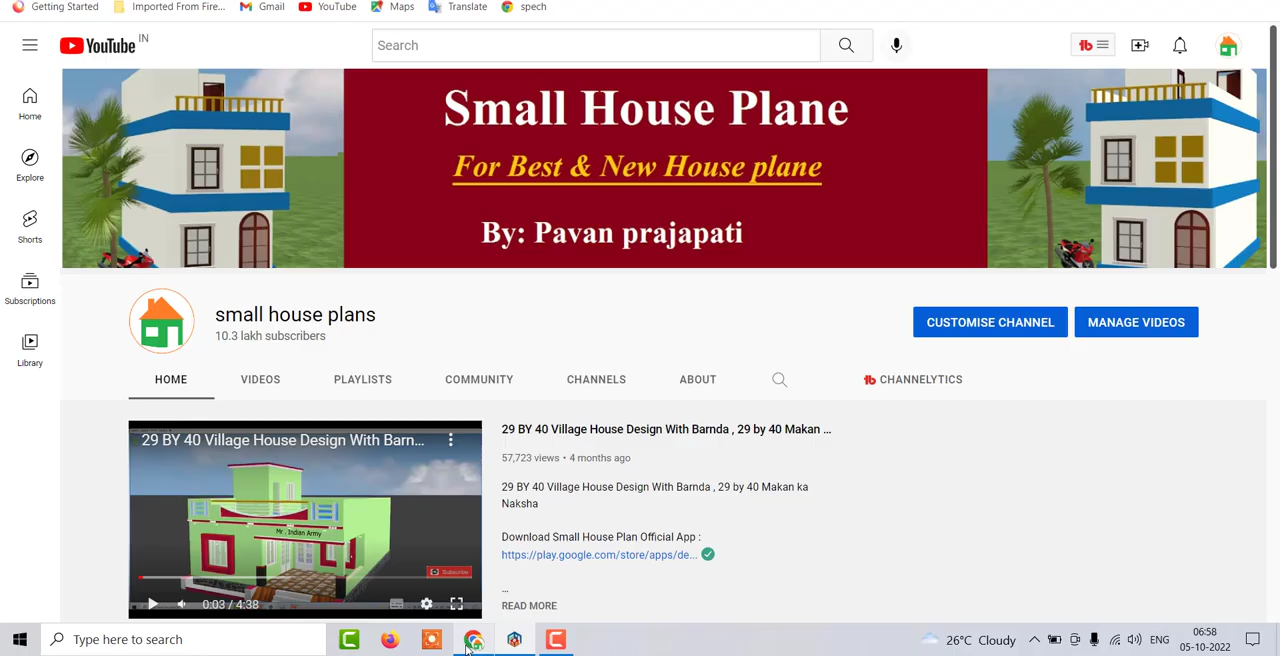 Getting Started Imported From Fire... Gmail YouTube Maps Translate spech
YouTube IN
Search
Home
Explore
Shorts
Subscriptions
Library
Small House Plane
For Best & New House plane
By: Pavan prajapati
small house plans
10.3 lakh subscribers
CUSTOMISE CHANNEL MANAGE VIDEOS
HOME VIDEOS PLAYLISTS COMMUNITY CHANNELS ABOUT CHANNELYTICS
29 BY 40 Village House Design With Barn...
Mr . Indian Army
Subscribe
0:03 / 4:38
29 BY 40 Village House Design With Barnda , 29 by 40 Makan ...
57,723 views • 4 months ago
29 BY 40 Village House Design With Barnda , 29 by 40 Makan ka
Naksha
Download Small House Plan Official App :
https://play.google.com/store/apps/de...
...
READ MORE
Type here to search
26°C Cloudy
ENG
06:58
05-10-2022